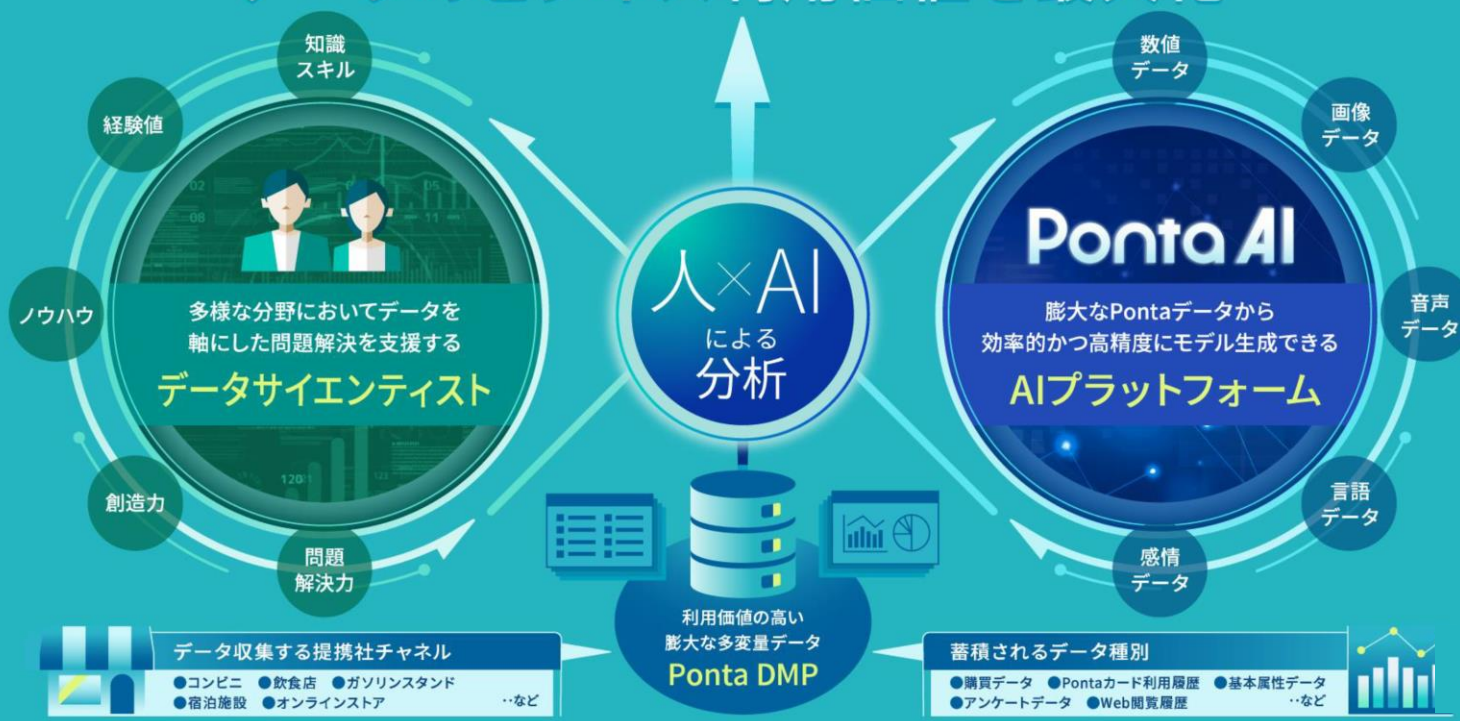 知識
スキル
経験値
ノウハウ
創造力
問題
解決力
多様な分野においてデータを
軸にした問題解決を支援する
データサイエンティスト
人×AI
による
分析
数値
データ
画像
データ
音声
データ
言語
データ
感情
データ
Ponta AI
膨大なPontaデータから
効率的かつ高精度にモデル生成できる
AIプラットフォーム
利用価値の高い
膨大な多変量データ
Ponta DMP
データ収集する提携社チャネル
●コンビニ ●飲食店 ●ガソリンスタンド
●宿泊施設 ●オンラインストア ‥など
蓄積されるデータ種別
●購買データ ●Pontaカード利用履歴 ●基本属性データ
●アンケートデータ ●Web閲覧履歴 ‥など